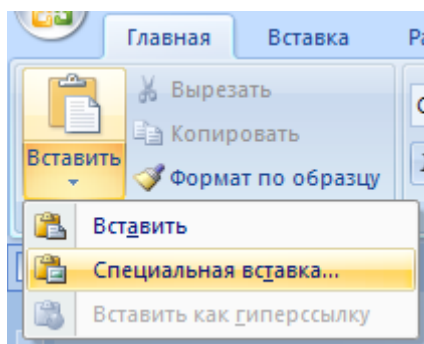 Главная Вставка
Вырезать
Копировать
Вставить
Формат по образцу
Вставить
Специальная вставка...
Вставить как гиперссылку